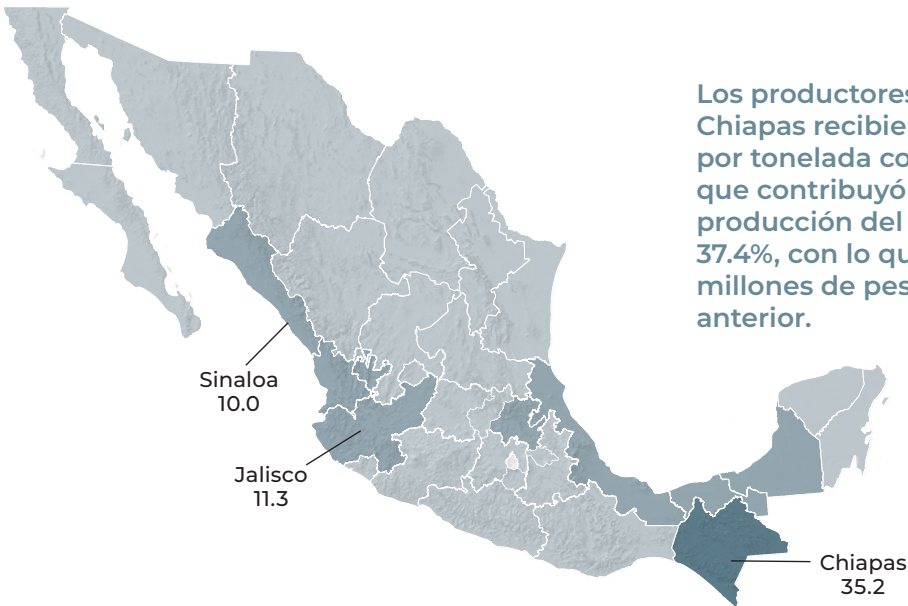 Los productores
Chiapas recibie
por tonelada co
que contribuyó
producción del
37.4%, con lo qu
millones de pes
anterior.
Sinaloa
10.0
Jalisco
11.3
Chiapas
35.2